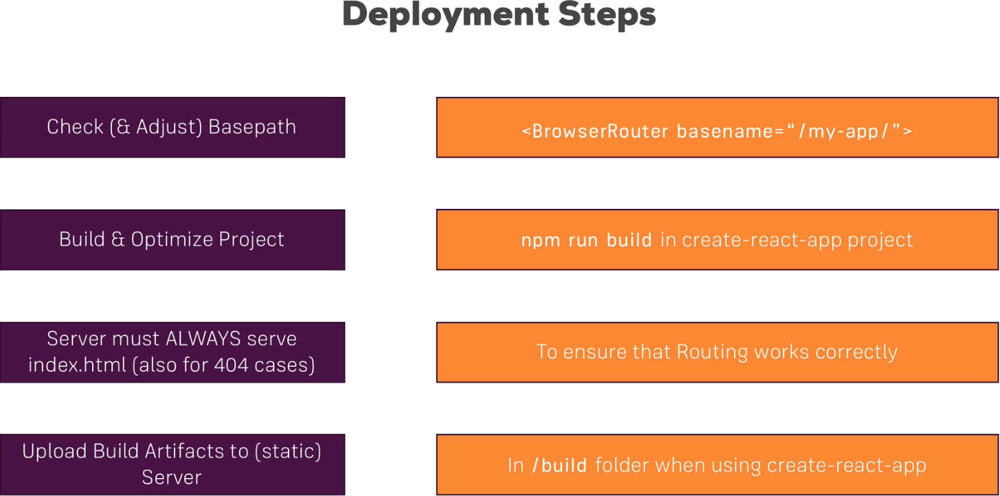 Deployment Steps
Check (& Adjust) Basepath
<BrowserRouter basename=“/my-app/”>
Build & Optimize Project
npm run build in create-react-app project
Server must ALWAYS serve
index.html (also for 404 cases)
To ensure that Routing works correctly
Upload Build Artifacts to (static)
Server
In /build folder when using create-react-app